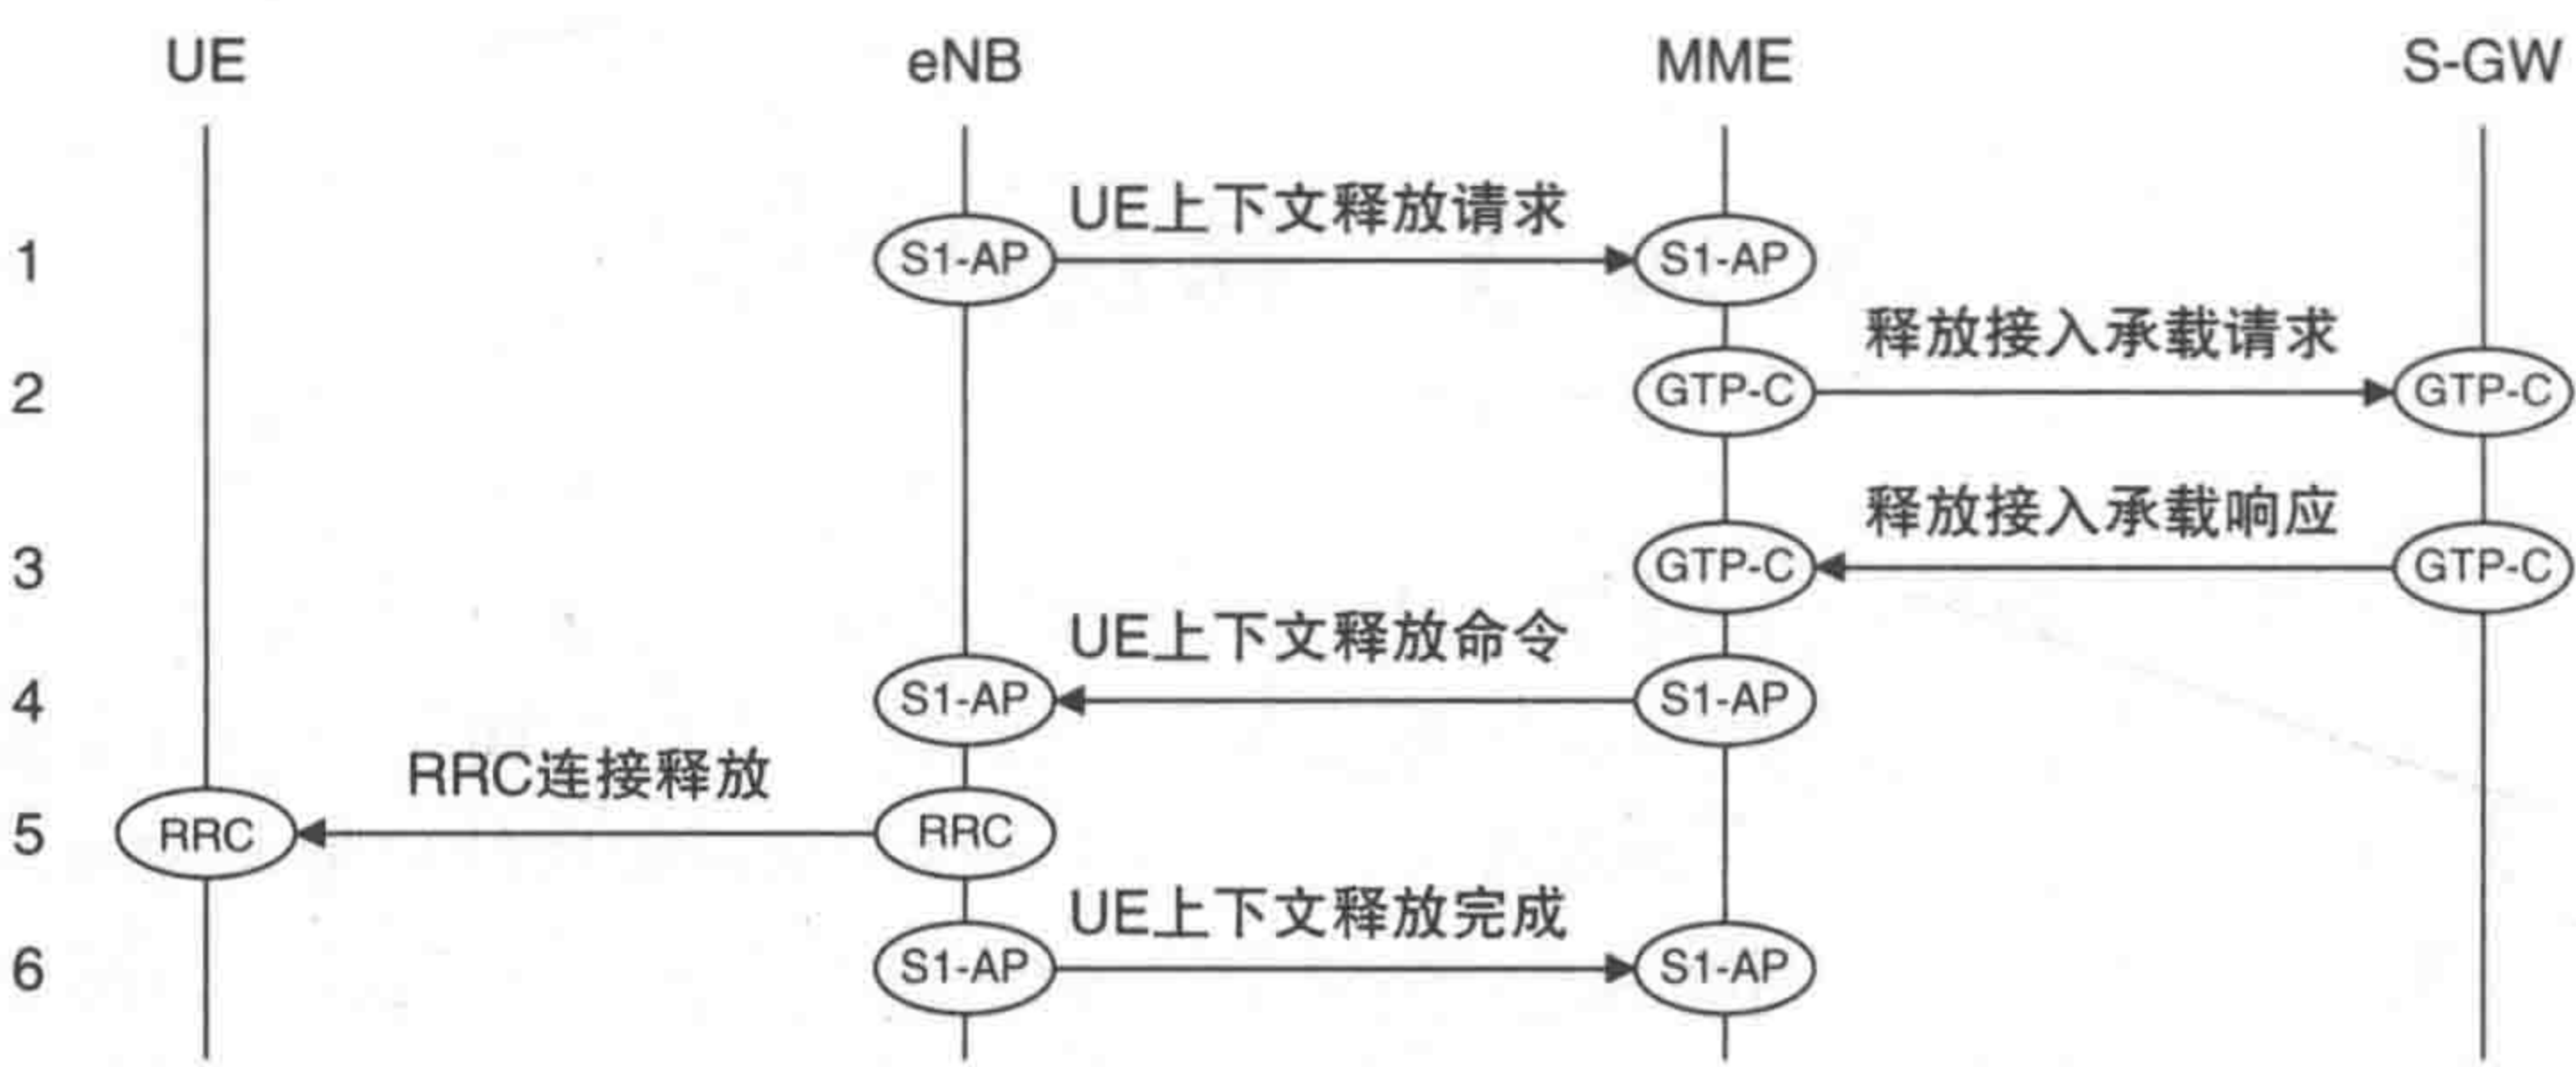 UE eNB MME S-GW
UE上下文释放请求
1 S1-AP S1-AP
释放接入承载请求
2 GTP-C GTP-C
释放接入承载响应
3 GTP-C GTP-C
UE上下文释放命令
4 S1-AP S1-AP
RRC连接释放
5 RRC RRC
UE上下文释放完成
6 S1-AP S1-AP